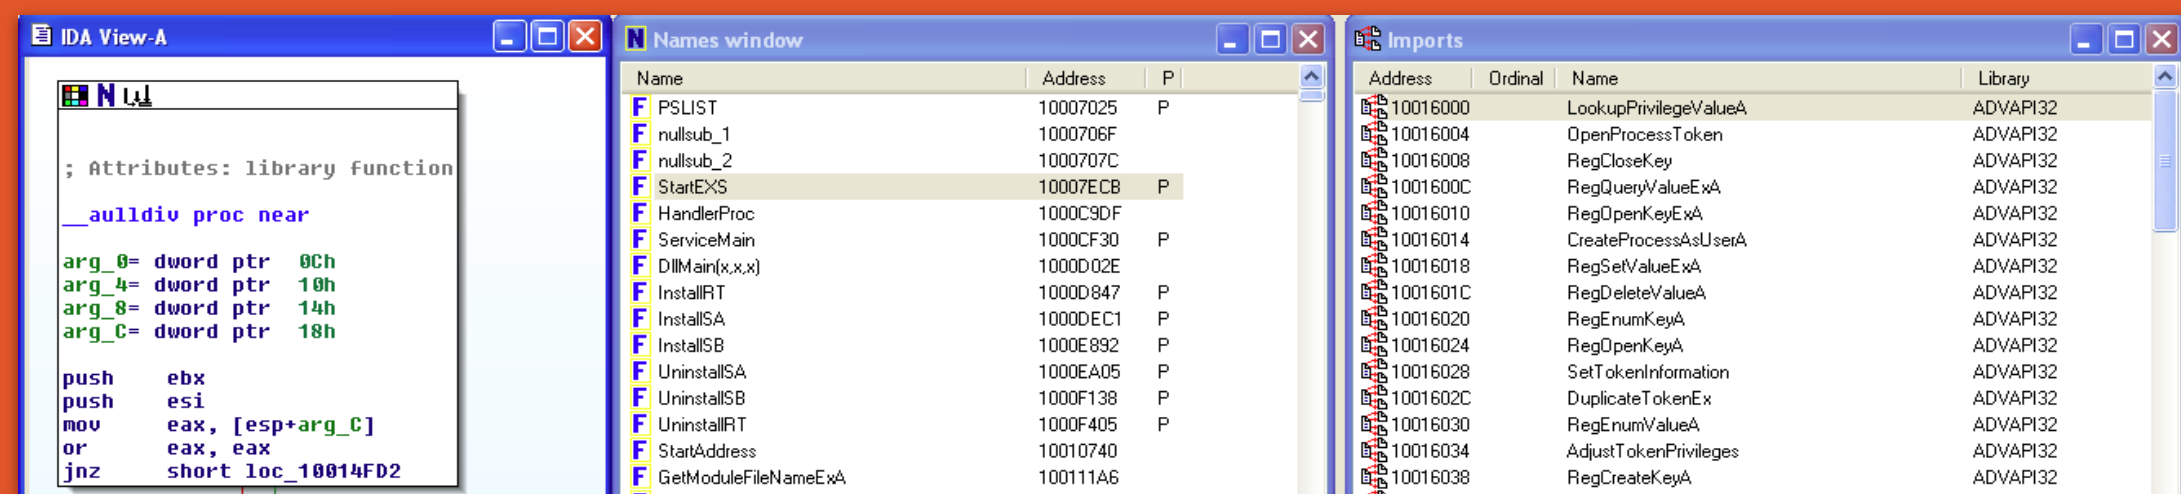 IDA View-A
; Attributes: library function
__aulldiv proc near
arg_0= dword ptr  0Ch
arg_4= dword ptr  10h
arg_8= dword ptr  14h
arg_C= dword ptr  18h
push    ebx
push    esi
mov     eax, [esp+arg_C]
or      eax, eax
jnz     short loc_10014FD2
Names window
Name Address P
PSLIST 10007025 P
nullsub_1 1000706F
nullsub_2 1000707C
StartEXS 10007ECB P
HandlerProc 1000C9DF
ServiceMain 1000CF30 P
DllMain(x,x,x) 1000D02E
InstallRT 1000D847 P
InstallSA 1000DEC1 P
InstallSB 1000E892 P
UninstallSA 1000EA05 P
UninstallSB 1000F138 P
UninstallRT 1000F405 P
StartAddress 10010740
GetModuleFileNameExA 100111A6
Imports
Address Ordinal Name Library
10016000 LookupPrivilegeValueA ADVAPI32
10016004 OpenProcessToken ADVAPI32
10016008 RegCloseKey ADVAPI32
1001600C RegQueryValueExA ADVAPI32
10016010 RegOpenKeyExA ADVAPI32
10016014 CreateProcessAsUserA ADVAPI32
10016018 RegSetValueExA ADVAPI32
1001601C RegDeleteValueA ADVAPI32
10016020 RegEnumKeyA ADVAPI32
10016024 RegOpenKeyA ADVAPI32
10016028 SetTokenInformation ADVAPI32
1001602C DuplicateTokenEx ADVAPI32
10016030 RegEnumValueA ADVAPI32
10016034 AdjustTokenPrivileges ADVAPI32
10016038 RegCreateKeyA ADVAPI32